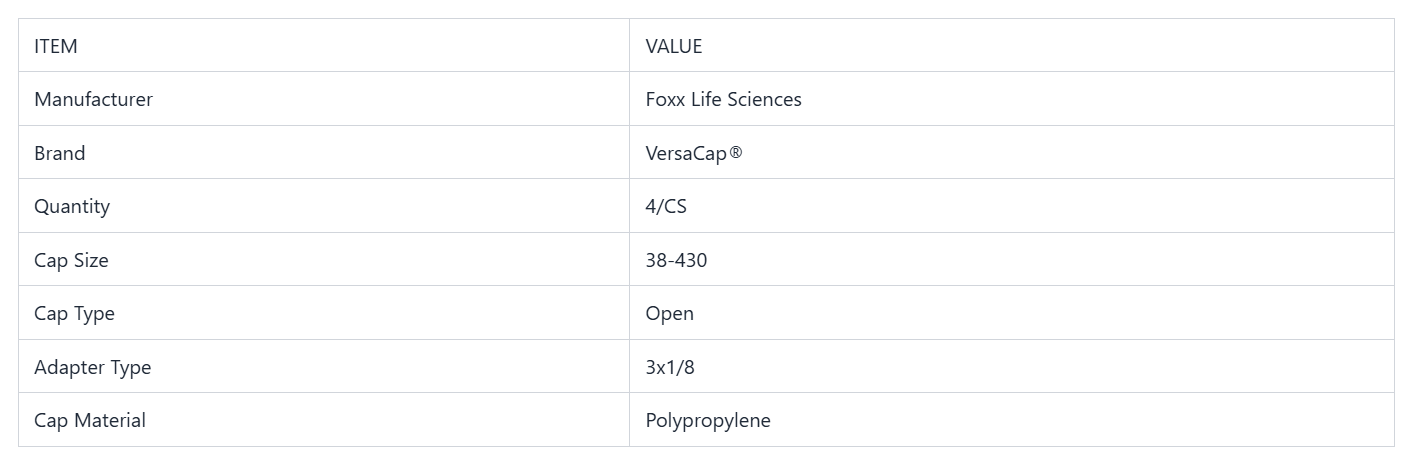 ITEM VALUE
Manufacturer Foxx Life Sciences
Brand VersaCap®
Quantity 4/CS
Cap Size 38-430
Cap Type Open
Adapter Type 3x1/8
Cap Material Polypropylene